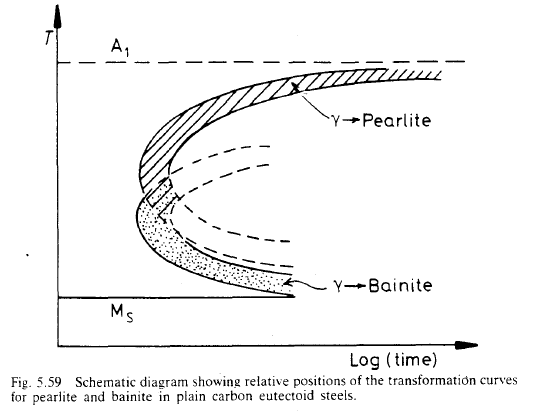 T
A₁
γ→Pearlite
γ→Bainite
Mₛ
Log (time)
Fig. 5.59 Schematic diagram showing relative positions of the transformation curves
for pearlite and bainite in plain carbon eutectoid steels.